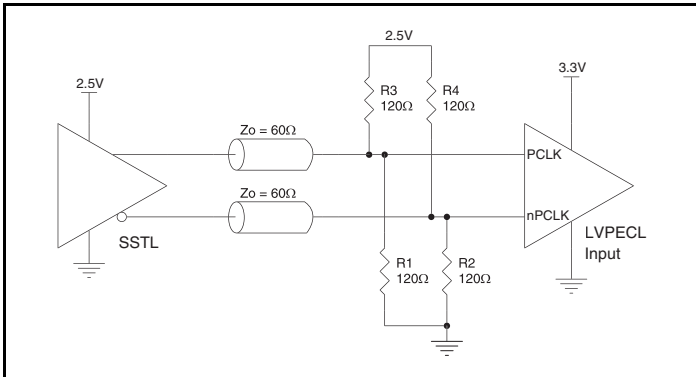 2.5V
3.3V
2.5V
R3
120Ω
R4
120Ω
Zo = 60Ω
PCLK
Zo = 60Ω
nPCLK
SSTL
LVPECL
Input
R1
120Ω
R2
120Ω